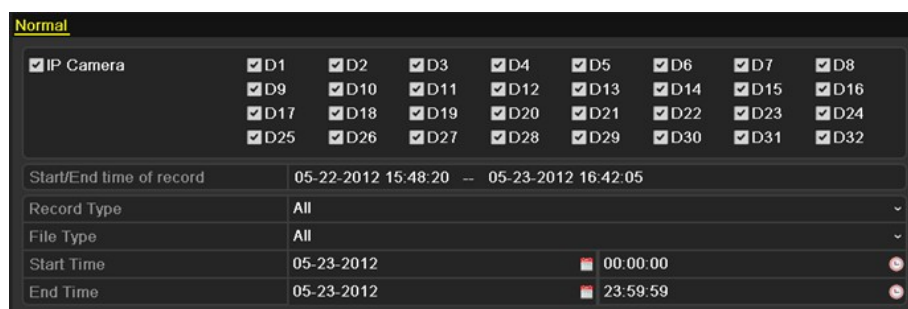 Normal
IP Camera D1 D2 D3 D4 D5 D6 D7 D8
D9 D10 D11 D12 D13 D14 D15 D16
D17 D18 D19 D20 D21 D22 D23 D24
D25 D26 D27 D28 D29 D30 D31 D32
Start/End time of record 05-22-2012 15:48:20 -- 05-23-2012 16:42:05
Record Type All
File Type All
Start Time 05-23-2012 00:00:00
End Time 05-23-2012 23:59:59